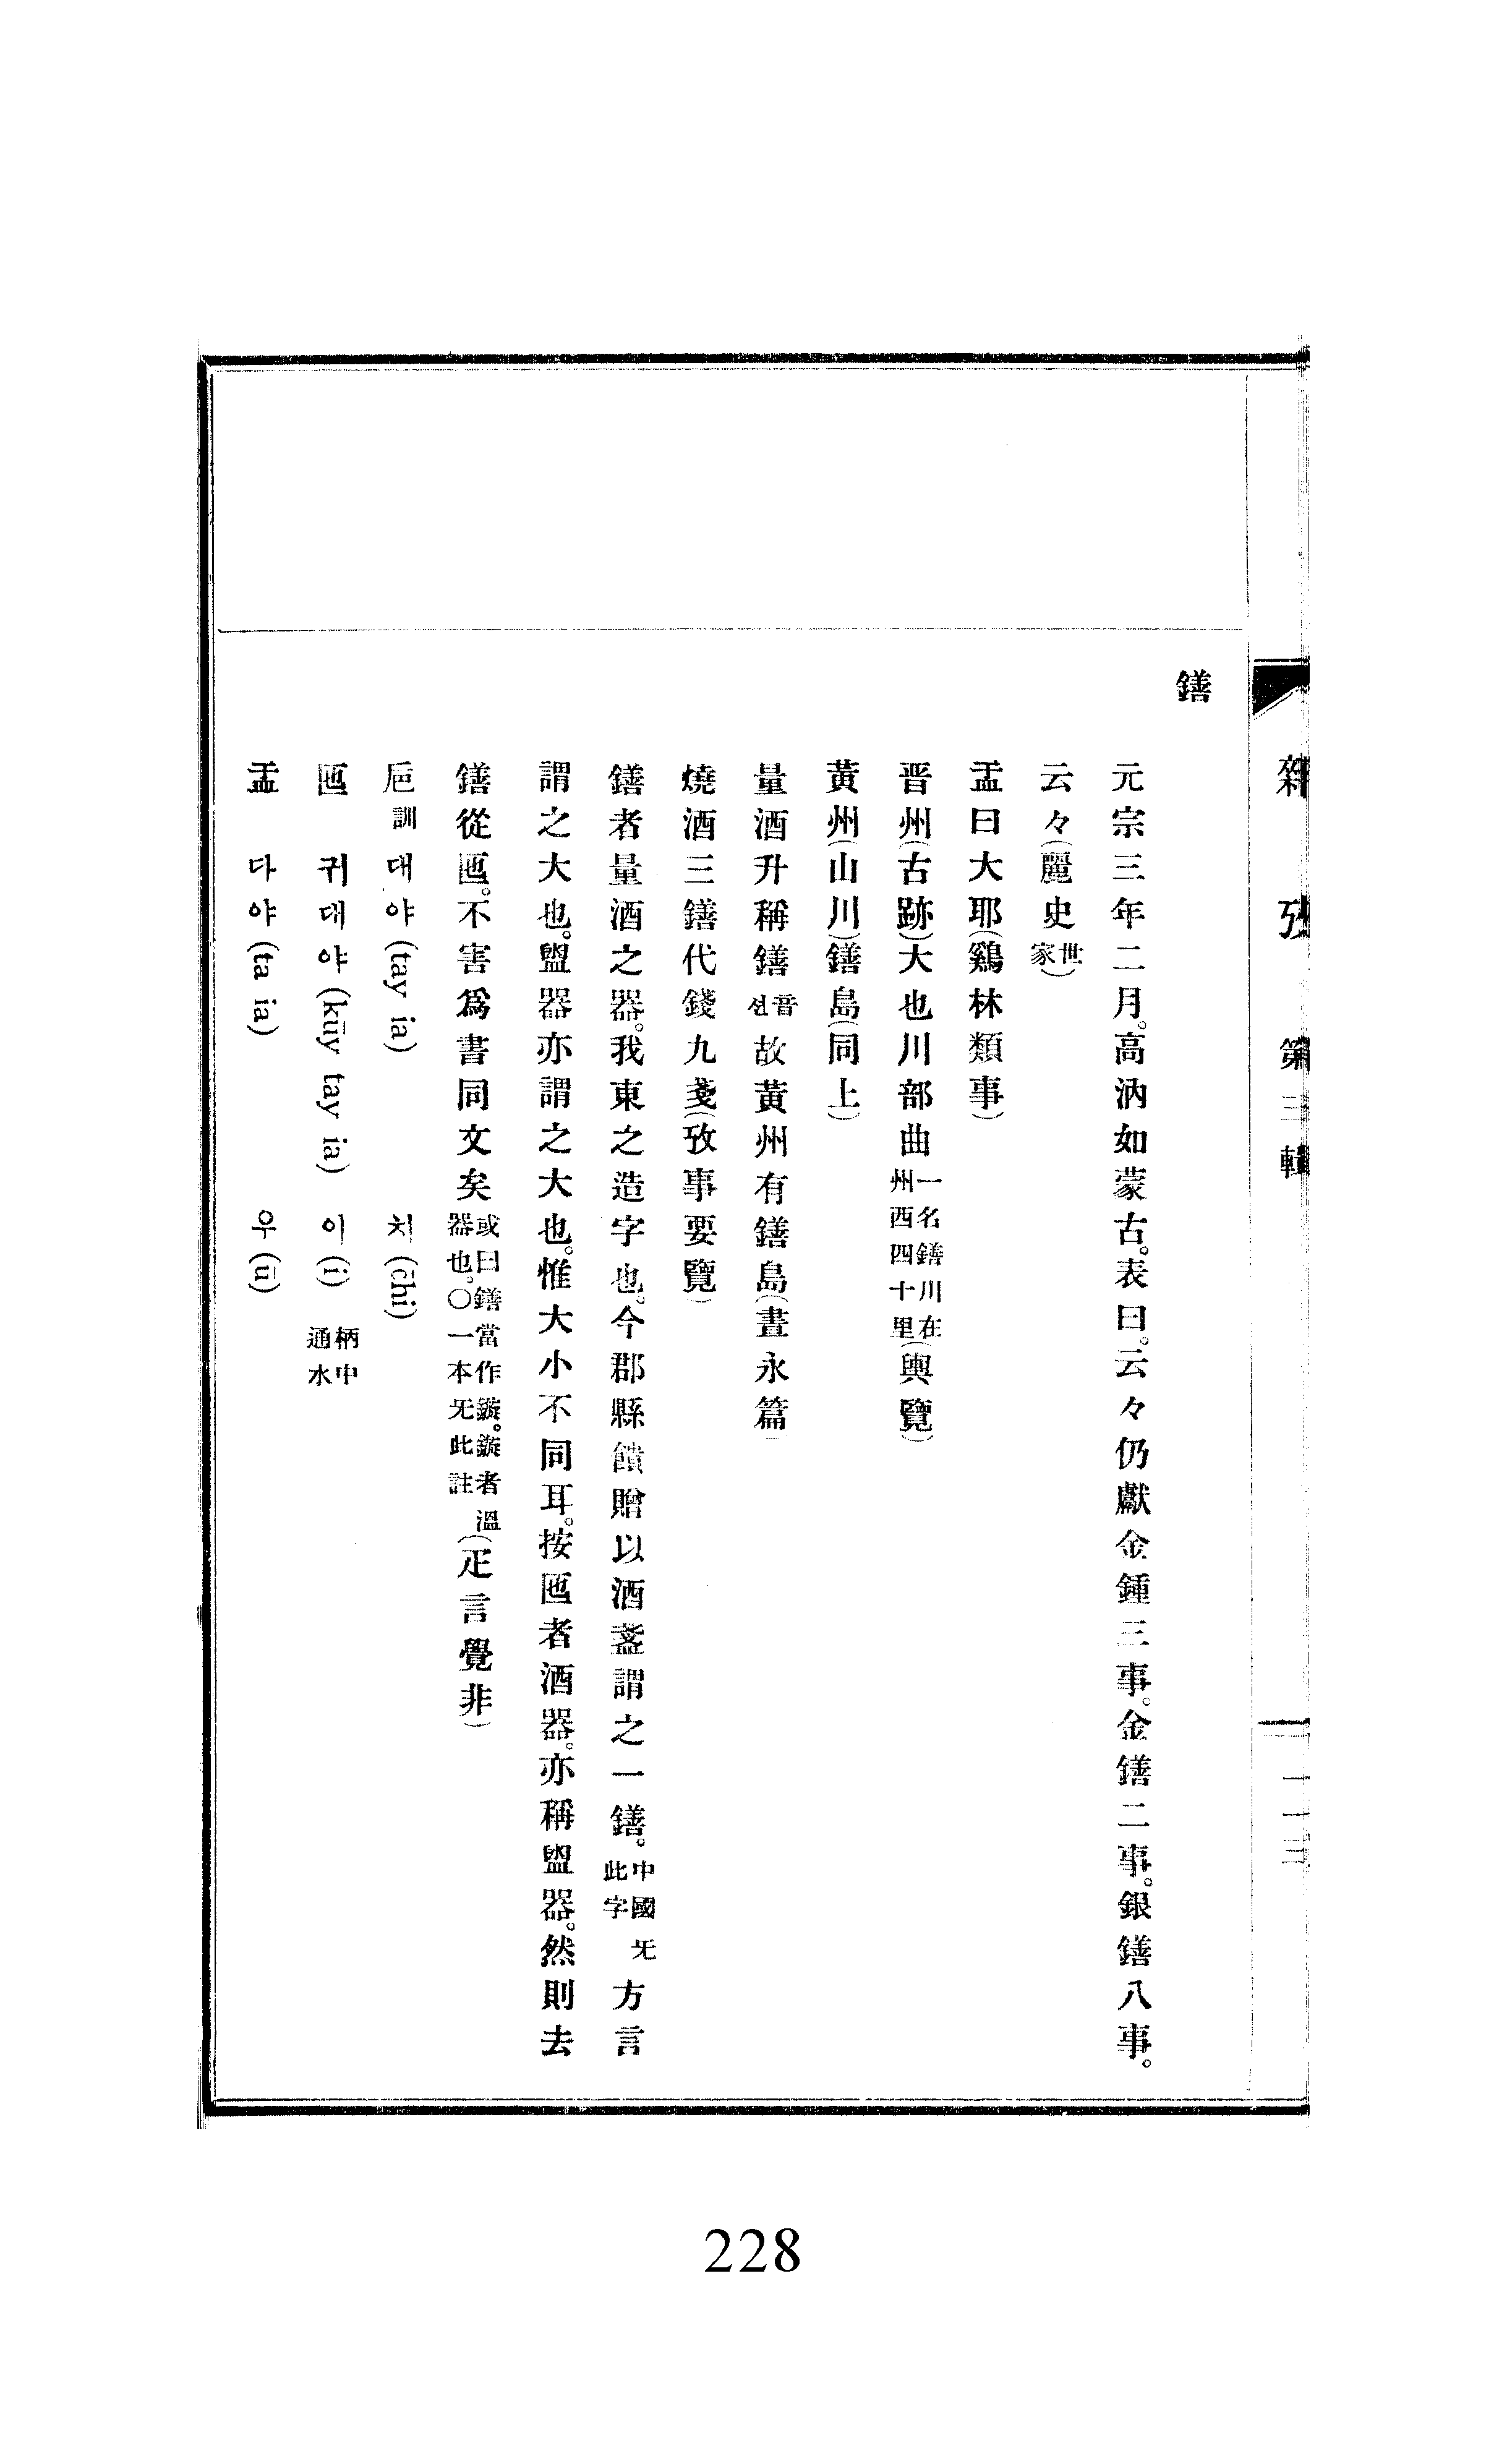 雜攷 第三輯
一一三
鐥
元宗三年二月。高汭如蒙古。表曰。云々仍獻金鍾三事。金鐥二事。銀鐥八事。
云々(麗史世家)
盂曰大耶(鷄林類事)
晋州(古跡)大也川部曲一名鐥川在州西四十里(輿覽)
黃州(山川)鐥島(同上)
量酒升稱鐥音선故黃州有鐥島(晝永篇)
燒酒三鐥代錢九戔(攷事要覽)
鐥者量酒之器。我東之造字也。今郡縣饋贈以酒盞謂之一鐥。中國旡此字方言
謂之大也。盥器亦謂之大也。惟大小不同耳。按匜者酒器。亦稱盥器。然則去
鐥從匜。不害爲書同文矣或曰鐥當作鏇。鏇者溫器也。〇一本旡此註(疋言覺非)
巵訓 대야(tay ia) 치(chi)
匜 귀대야(kūy tay ia) 이(i) 柄中通水
盂 다야(ta ia) 우(ū)
228